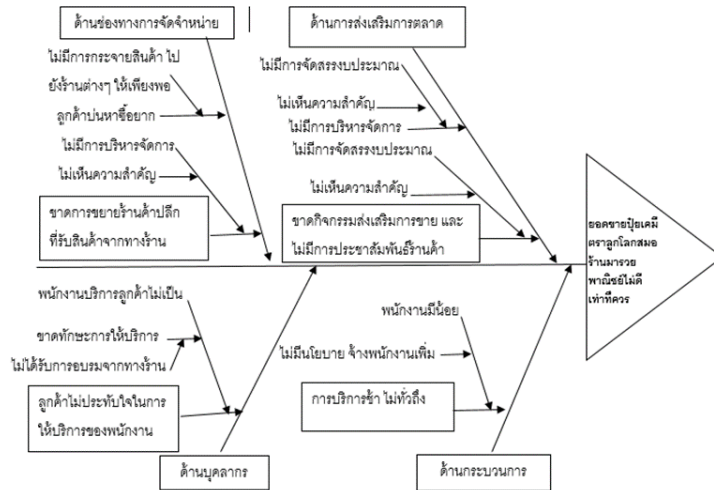 ด้านช่องทางการจัดจำหน่าย
ไม่มีการกระจายสินค้า ไป
ยังร้านต่างๆ ให้เพียงพอ
ลูกค้าบ่นหาซื้อยาก
ไม่มีการบริหารจัดการ
ไม่เห็นความสำคัญ
ขาดการขยายร้านค้าปลีก
ที่รับสินค้าจากทางร้าน
ด้านการส่งเสริมการตลาด
ไม่มีการจัดสรรงบประมาณ
ไม่เห็นความสำคัญ
ไม่มีการบริหารจัดการ
ไม่มีการจัดสรรงบประมาณ
ไม่เห็นความสำคัญ
ขาดกิจกรรมส่งเสริมการขาย และ
ไม่มีการประชาสัมพันธ์ร้านค้า
ยอดขายปุ๋ยเคมี
ตราลูกโลกสมอ
ร้านมารวย
พาณิชย์ไม่ดี
เท่าที่ควร
พนักงานบริการลูกค้าไม่เป็น
ขาดทักษะการให้บริการ
ไม่ได้รับการอบรมจากทางร้าน
ลูกค้าไม่ประทับใจในการ
ให้บริการของพนักงาน
ด้านบุคลากร
พนักงานมีน้อย
ไม่มีนโยบาย จ้างพนักงานเพิ่ม
การบริการช้า ไม่ทั่วถึง
ด้านกระบวนการ